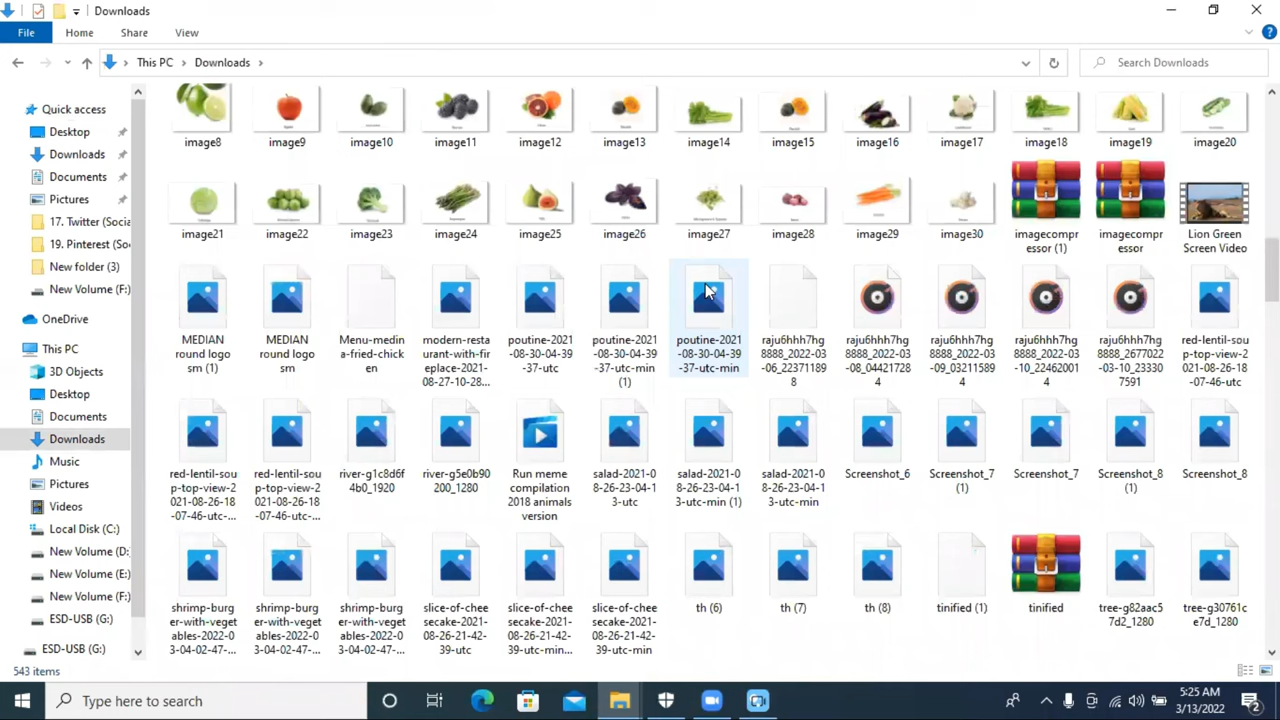 Downloads
File Home Share View
This PC Downloads Search Downloads
Quick access
Desktop
Downloads
Documents
Pictures
17. Twitter (Socia
19. Pinterest (Soc
New folder (3)
New Volume (F:)
OneDrive
This PC
3D Objects
Desktop
Documents
Downloads
Music
Pictures
Videos
Local Disk (C:)
New Volume (D:
New Volume (E:)
New Volume (F:)
ESD-USB (G:)
ESD-USB (G:)
image8 image9 image10 image11 image12 image13 image14 image15 image16 image17 image18 image19 image20
image21 image22 image23 image24 image25 image26 image27 image28 image29 image30 imagecompr imagecompr Lion Green
essor (1) essor Screen Video
MEDIAN MEDIAN Menu-medin modern-resta poutine-2021 poutine-2021 poutine-2021 raju6hhh7hg raju6hhh7hg raju6hhh7hg raju6hhh7hg raju6hhh7hg red-lentil-so
round logo round logo a-fried-chick urant-with-fir -08-30-04-39 -08-30-04-39 -08-30-04-39 8888_2022-03 8888_2022-03 8888_2022-03 8888_2022-03 8888_2677022 up-top-view-2
sm (1) sm en eplace-2021- -37-utc -37-utc-min -37-utc-min -06_22371189 -08_04421728 -09_03211589 -10_22462001 -03-10_23330 021-08-26-18
08-27-10-28... (1) 8 4 4 4 7591 -07-46-utc
red-lentil-sou red-lentil-sou river-g1c8d6f river-g5e0b90 Run meme salad-2021-0 salad-2021-0 salad-2021-0 Screenshot_6 Screenshot_7 Screenshot_7 Screenshot_8 Screenshot_8
p-top-view-2 p-top-view-2 4b0_1920 200_1280 compilation 8-26-23-04-1 8-26-23-04-1 8-26-23-04-1 (1) (1)
021-08-26-18 021-08-26-18 2018 animals 3-utc 3-utc-min (1) 3-utc-min
-07-46-utc-... -07-46-utc-... version
shrimp-burg shrimp-burg shrimp-burg slice-of-chee slice-of-chee slice-of-chee th (6) th (7) th (8) tinified (1) tinified tree-g82aac5 tree-g30761c
er-with-veget er-with-veget er-with-veget secake-2021- secake-2021- secake-2021- 7d2_1280 e7d_1280
ables-2022-0 ables-2022-0 ables-2022-0 08-26-21-42- 08-26-21-42- 08-26-21-42-
3-04-02-47-... 3-04-02-47-... 3-04-02-47-... 39-utc 39-utc-min... 39-utc-min
543 items
Type here to search 5:25 AM
3/13/2022
2